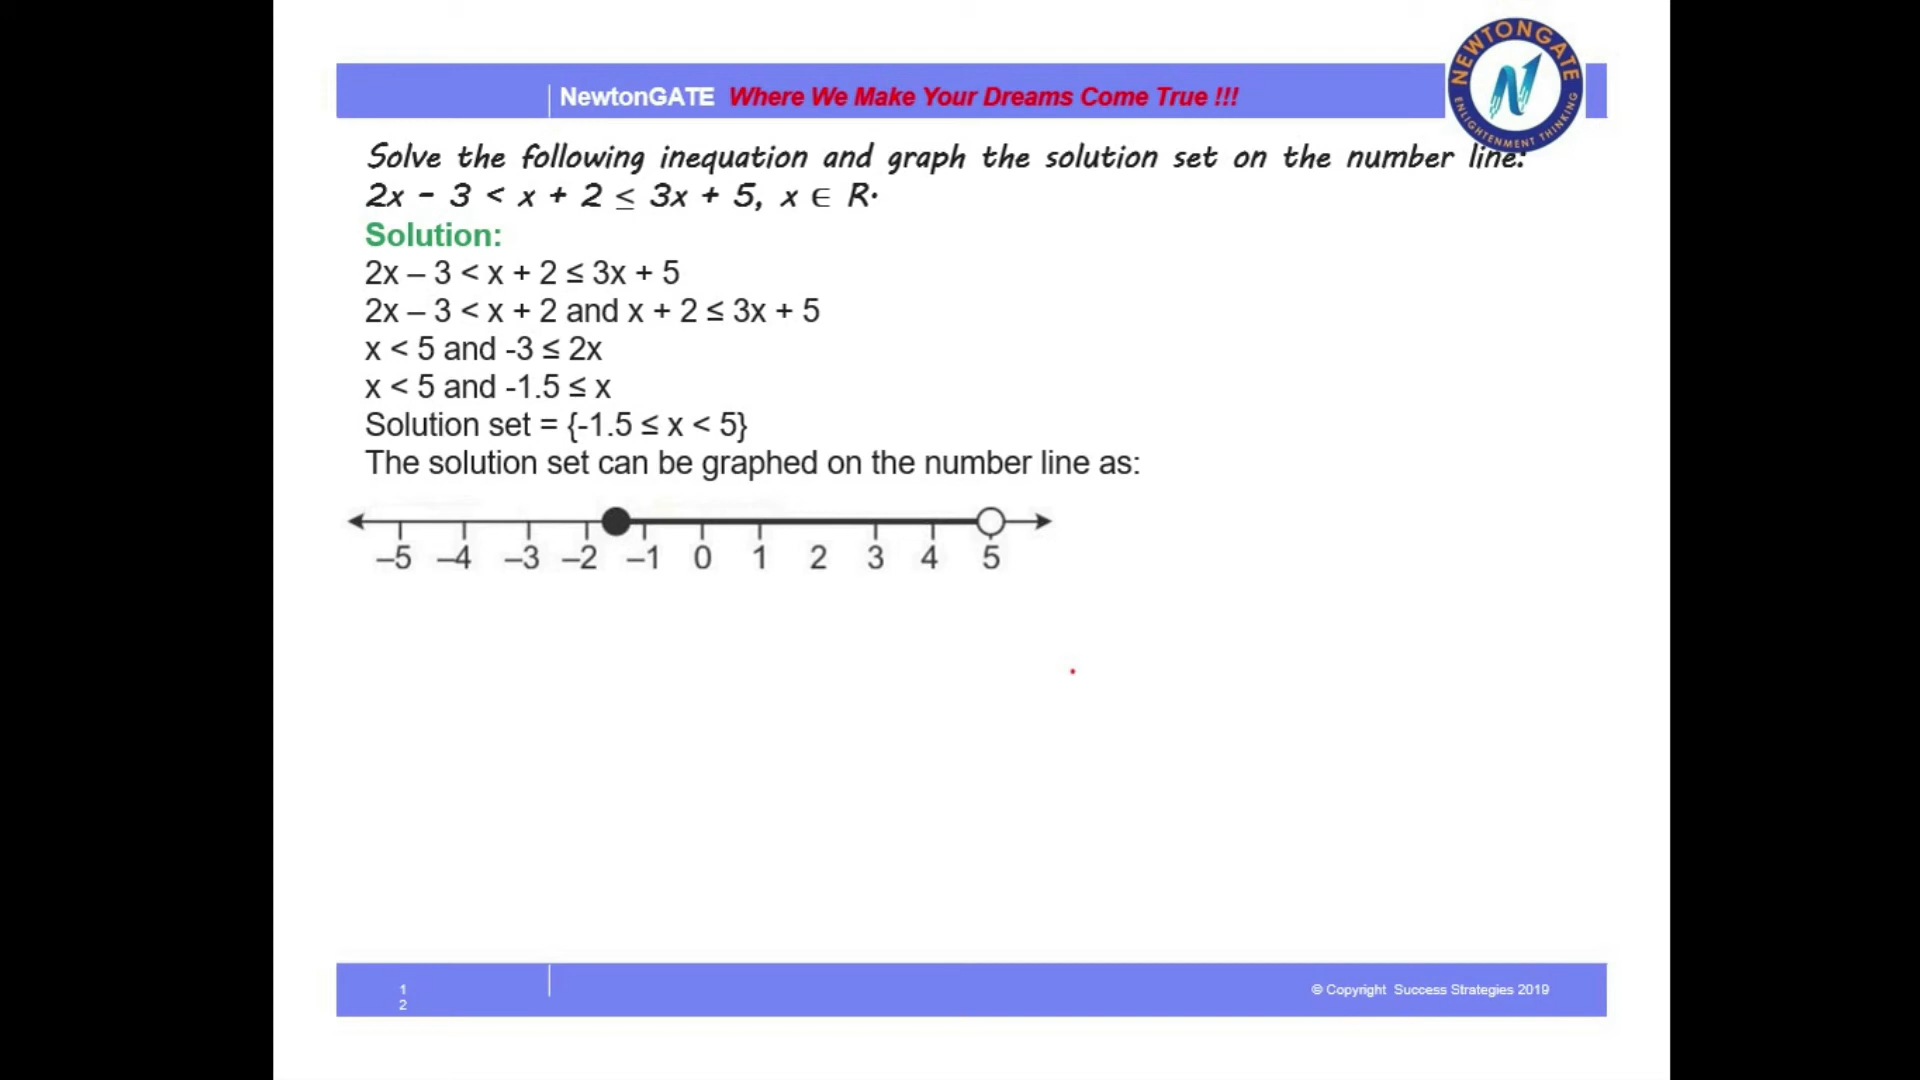 NEWTONGATE
ENLIGHTENMENT THINKING
NewtonGATE Where We Make Your Dreams Come True !!!
Solve the following inequation and graph the solution set on the number line:
2x - 3 < x + 2 ≤ 3x + 5, x ∈ R.
Solution:
2x – 3 < x + 2 ≤ 3x + 5
2x – 3 < x + 2 and x + 2 ≤ 3x + 5
x < 5 and -3 ≤ 2x
x < 5 and -1.5 ≤ x
Solution set = {-1.5 ≤ x < 5}
The solution set can be graphed on the number line as:
–5 –4 –3 –2 –1 0 1 2 3 4 5
1
2
© Copyright Success Strategies 2019